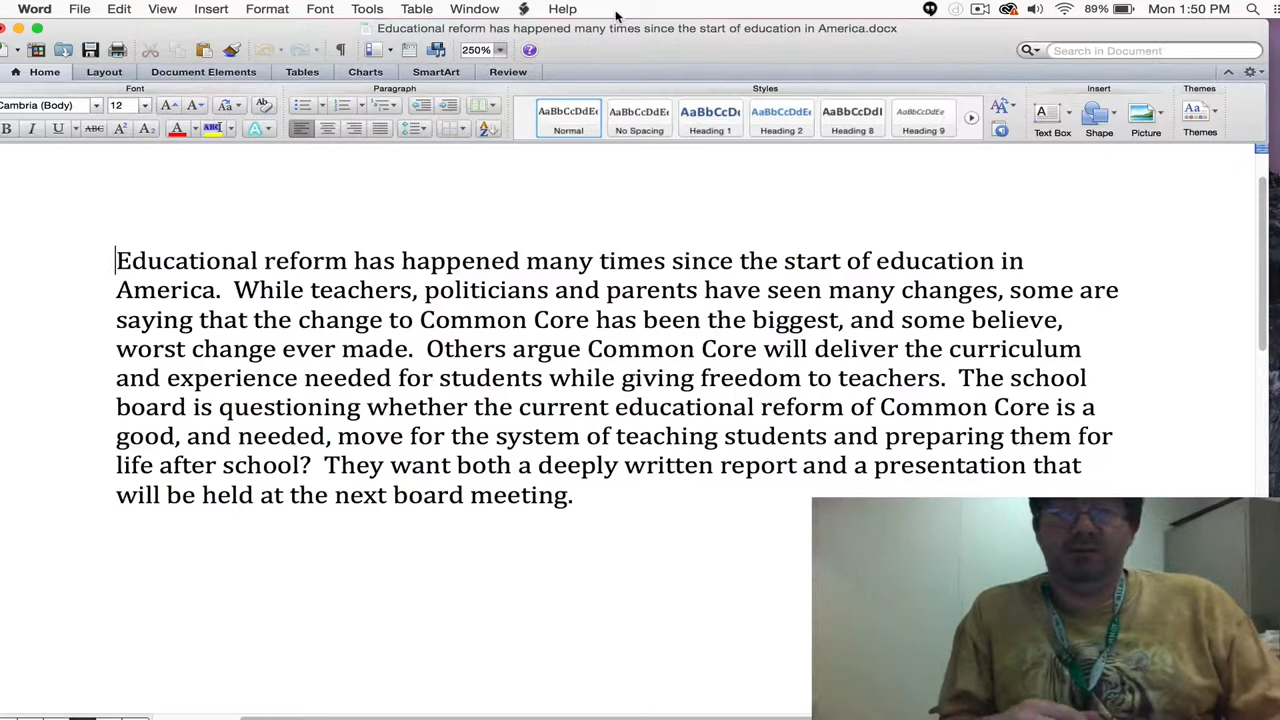 Word File Edit View Insert Format Font Tools Table Window Help 89% Mon 1:50 PM
Educational reform has happened many times since the start of education in America.docx
250% Search in Document
Home Layout Document Elements Tables Charts SmartArt Review
Font Paragraph Styles Insert Themes
Cambria (Body) 12 A A Aa
AaBbCcDdE AaBbCcDdE AaBbCcD AaBbCcDdE AaBbCcDdI AaBbCcDdEe Aa
B I U ABC A² A₂ ABC A
Normal No Spacing Heading 1 Heading 2 Heading 8 Heading 9 Text Box Shape Picture Themes
Educational reform has happened many times since the start of education in
America.  While teachers, politicians and parents have seen many changes, some are
saying that the change to Common Core has been the biggest, and some believe,
worst change ever made.  Others argue Common Core will deliver the curriculum
and experience needed for students while giving freedom to teachers.  The school
board is questioning whether the current educational reform of Common Core is a
good, and needed, move for the system of teaching students and preparing them for
life after school?  They want both a deeply written report and a presentation that
will be held at the next board meeting.